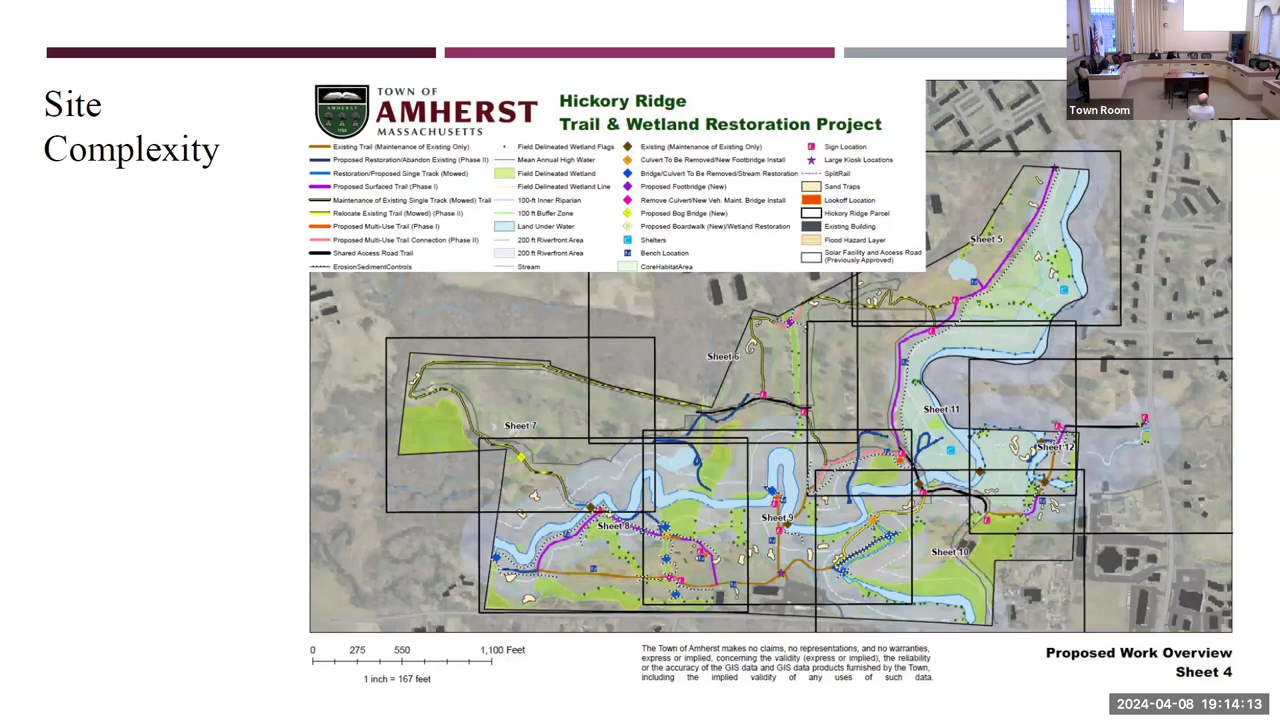 Site
Complexity
TOWN OF
AMHERST
MASSACHUSETTS
Hickory Ridge
Trail & Wetland Restoration Project
Existing Trail (Maintenance of Existing Only)
Proposed Restoration/Abandon Existing (Phase II)
Restoration/Proposed Singe Track (Mowed)
Proposed Surfaced Trail (Phase I)
Maintenance of Existing Single Track (Mowed) Trail
Relocate Existing Trail (Mowed) (Phase II)
Proposed Multi-Use Trail (Phase I)
Proposed Multi-Use Trail Connection (Phase II)
Shared Access Road Trail
ErosionSedimentControls
Field Delineated Wetland Flags
Mean Annual High Water
Field Delineated Wetland
Field Delineated Wetland Line
100-ft Inner Riparian
100 ft Buffer Zone
Land Under Water
200 ft Riverfront Area
200 ft Riverfront Area
Stream
Existing (Maintenance of Existing Only)
Culvert To Be Removed/New Footbridge Install
Bridge/Culvert To Be Removed/Stream Restoration
Proposed Footbridge (New)
Remove Culvert/New Veh. Maint. Bridge Install
Proposed Bog Bridge (New)
Proposed Boardwalk (New)/Wetland Restoration
Shelters
Bench Location
CoreHabitatArea
Sign Location
Large Kiosk Locations
SplitRail
Sand Traps
Lookoff Location
Hickory Ridge Parcel
Existing Building
Flood Hazard Layer
Solar Facility and Access Road
(Previously Approved)
Town Room
Sheet 5
Sheet 6
Sheet 11
Sheet 7
Sheet 12
Sheet 9
Sheet 8
Sheet 10
0 275 550 1,100 Feet
1 inch = 167 feet
The Town of Amherst makes no claims, no representations, and no warranties,
express or implied, concerning the validity (express or implied), the reliability
or the accuracy of the GIS data and GIS data products furnished by the Town,
including the implied validity of any uses of such data.
Proposed Work Overview
Sheet 4
2024-04-08 19:14:13